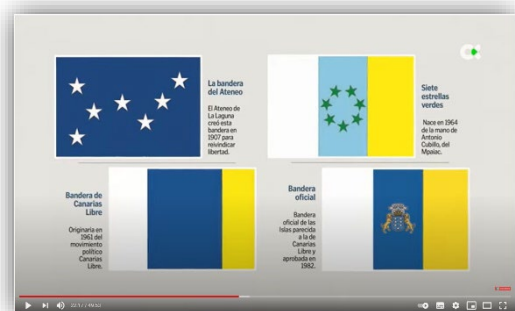 La bandera
del Ateneo
El Ateneo de
La Laguna
creó esta
bandera en
1907 para
reivindicar
libertad.
Siete
estrellas
verdes
Nace en 1964
de la mano de
Antonio
Cubillo, del
Mpaiac.
Bandera de
Canarias
Libre
Originaria en
1961 del
movimiento
político
Canarias
Libre.
Bandera
oficial
Bandera
oficial de las
Islas parecida
a la de
Canarias
Libre y
aprobada en
1982.